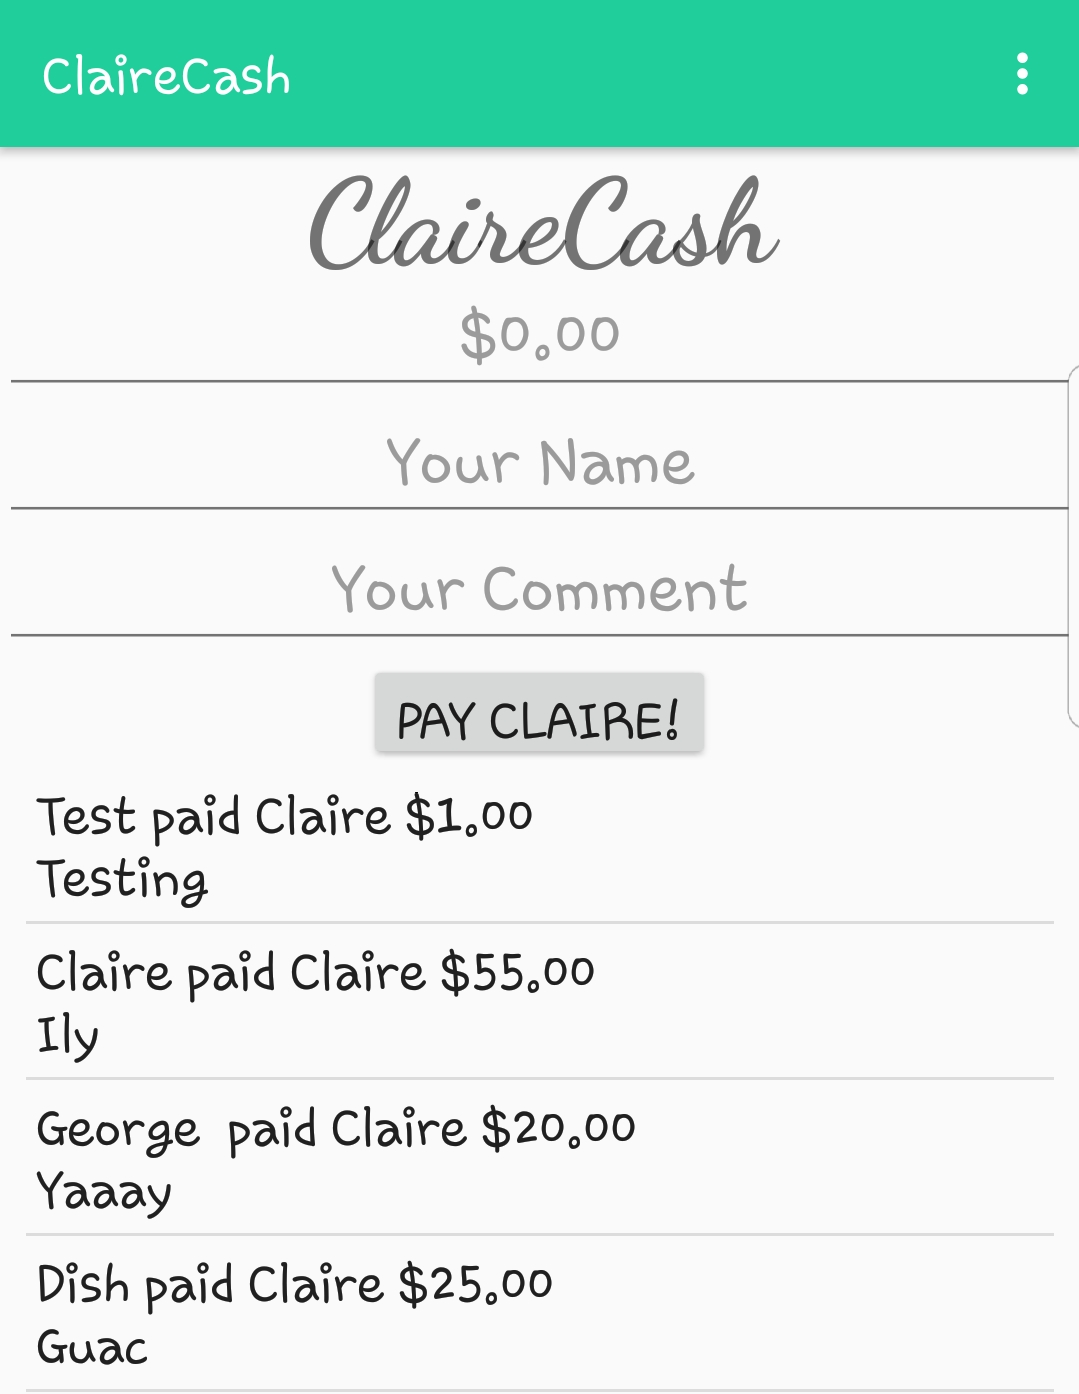 ClaireCash
ClaireCash
$0.00
Your Name
Your Comment
PAY CLAIRE!
Test paid Claire $1.00
Testing
Claire paid Claire $55.00
Ily
George  paid Claire $20.00
Yaaay
Dish paid Claire $25.00
Guac